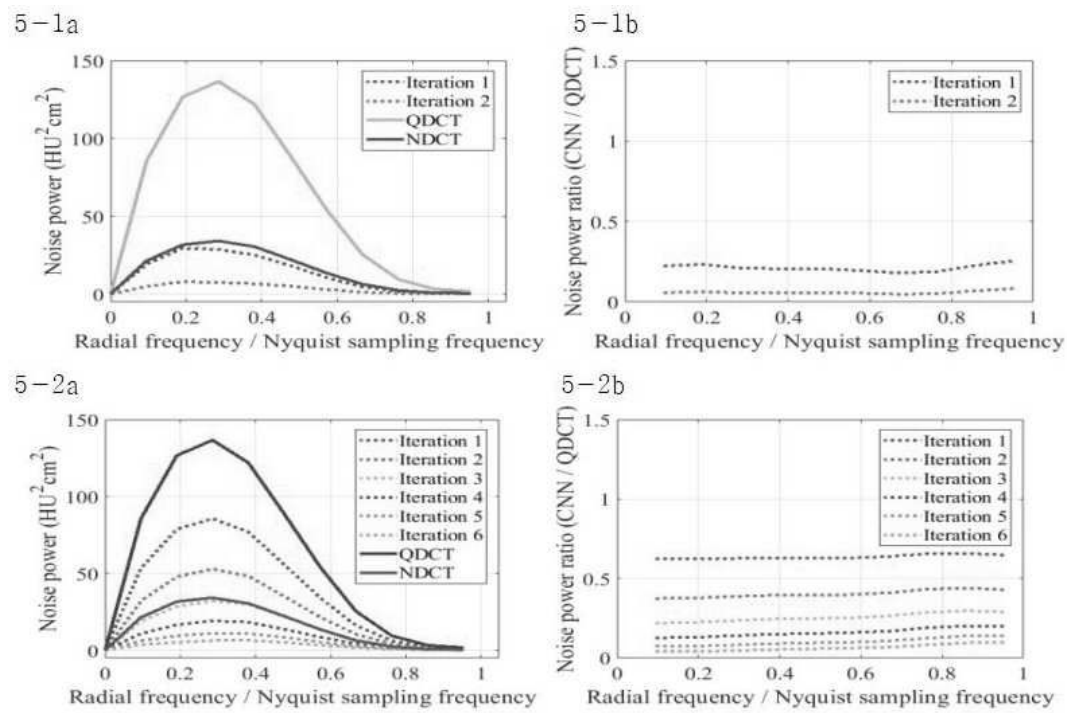 5-1a
150
100
50
0
Noise power (HU²cm²)
Iteration 1
Iteration 2
QDCT
NDCT
0 0.2 0.4 0.6 0.8 1
Radial frequency / Nyquist sampling frequency
5-1b
1.5
1
0.5
0
Noise power ratio (CNN / QDCT)
Iteration 1
Iteration 2
0 0.2 0.4 0.6 0.8 1
Radial frequency / Nyquist sampling frequency
5-2a
150
100
50
0
Noise power (HU²cm²)
Iteration 1
Iteration 2
Iteration 3
Iteration 4
Iteration 5
Iteration 6
QDCT
NDCT
0 0.2 0.4 0.6 0.8 1
Radial frequency / Nyquist sampling frequency
5-2b
1.5
1
0.5
0
Noise power ratio (CNN / QDCT)
Iteration 1
Iteration 2
Iteration 3
Iteration 4
Iteration 5
Iteration 6
0 0.2 0.4 0.6 0.8 1
Radial frequency / Nyquist sampling frequency